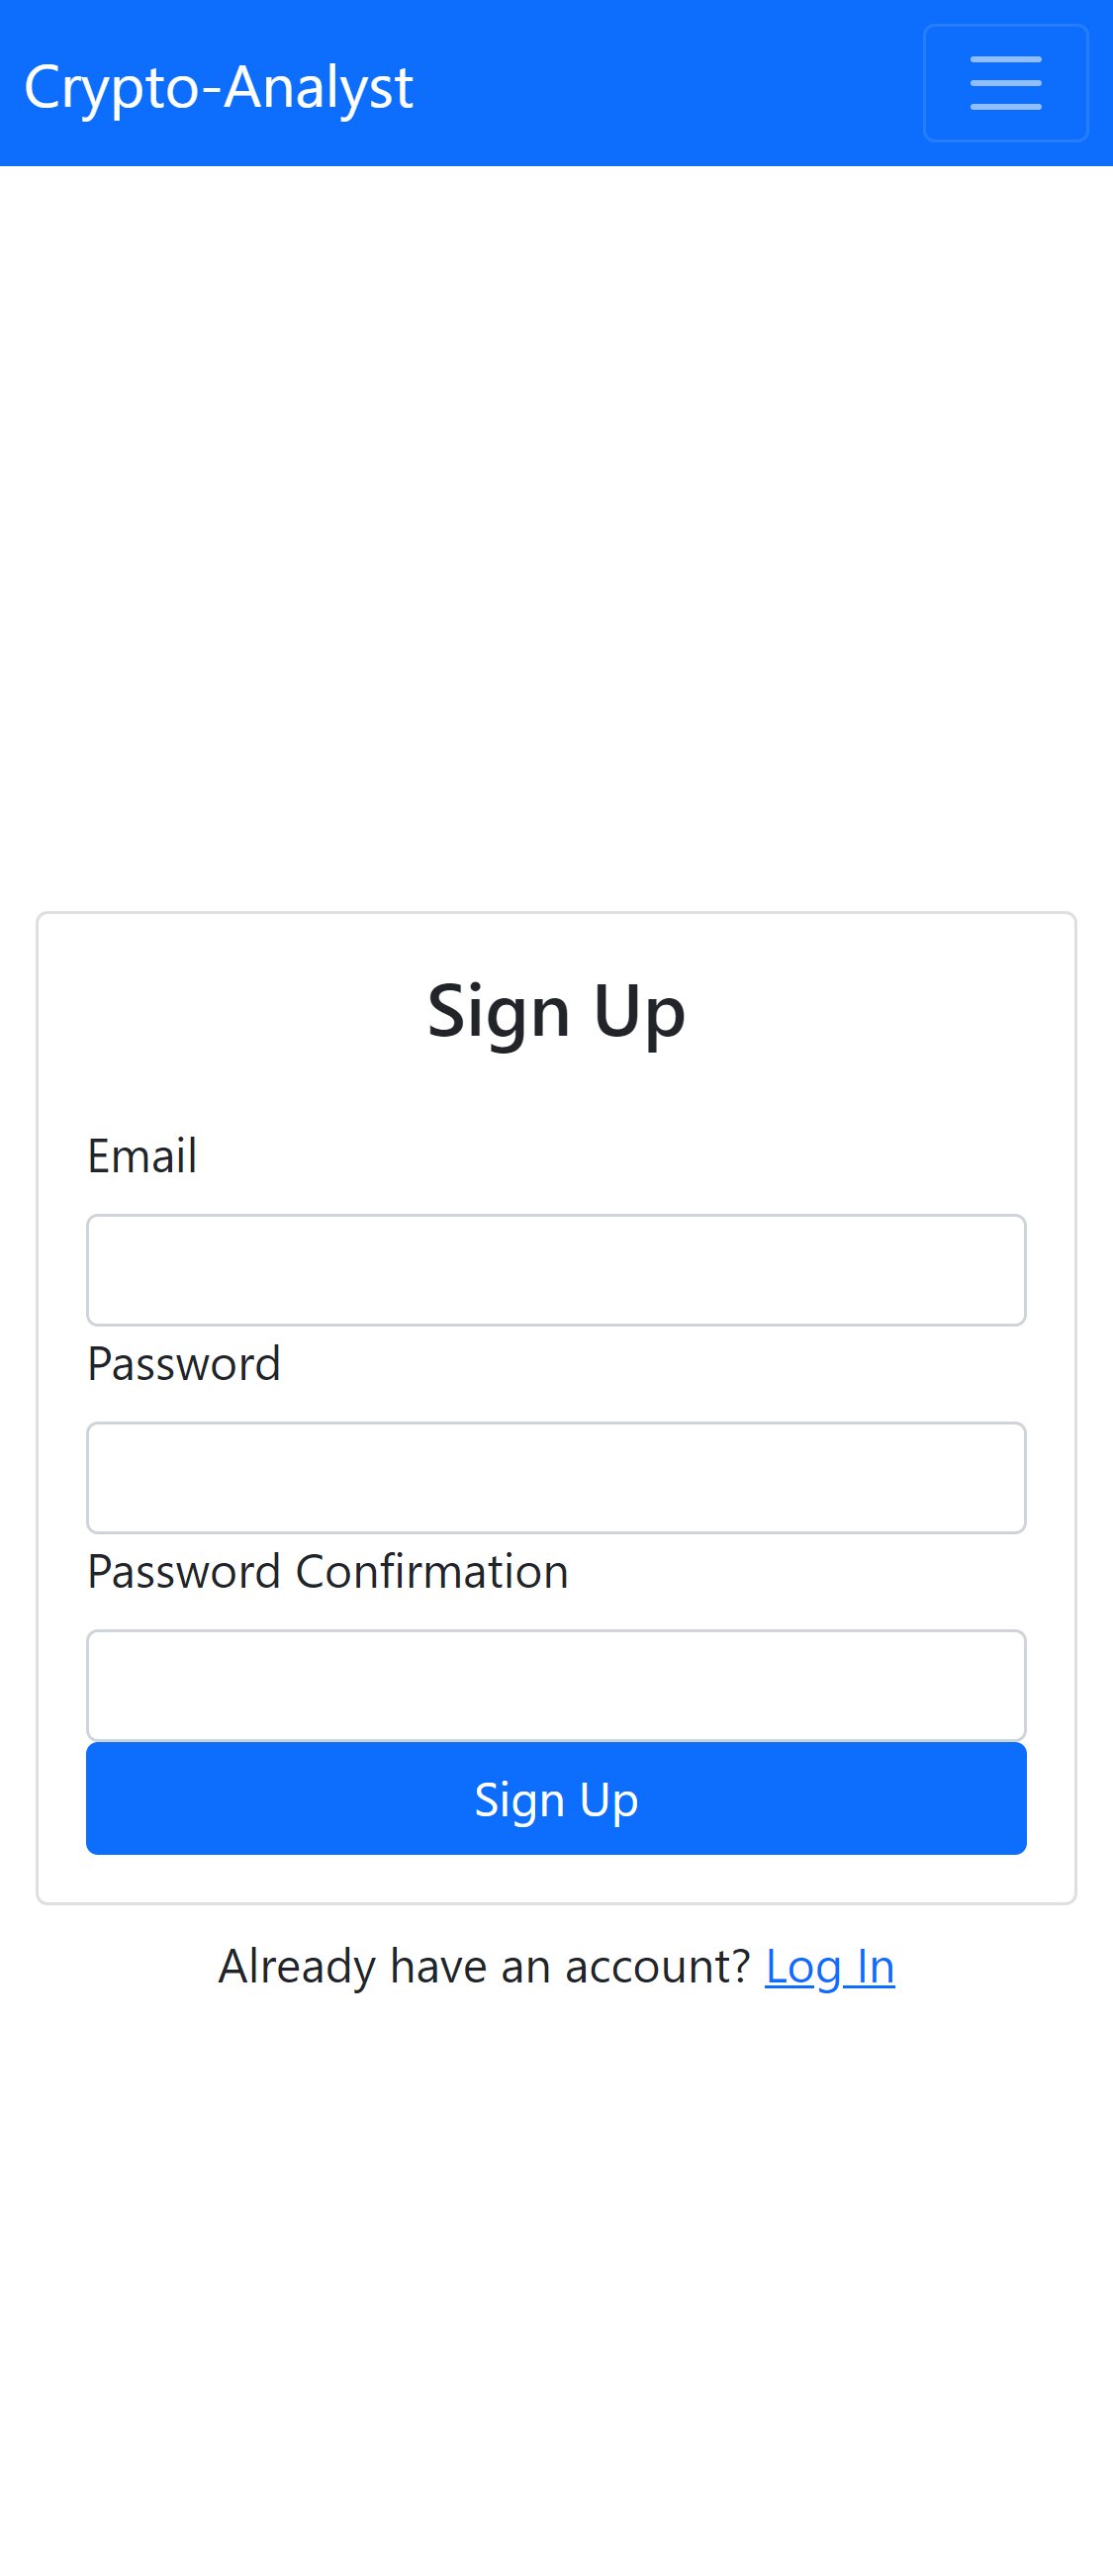 Crypto-Analyst
Sign Up
Email
Password
Password Confirmation
Sign Up
Already have an account? Log In